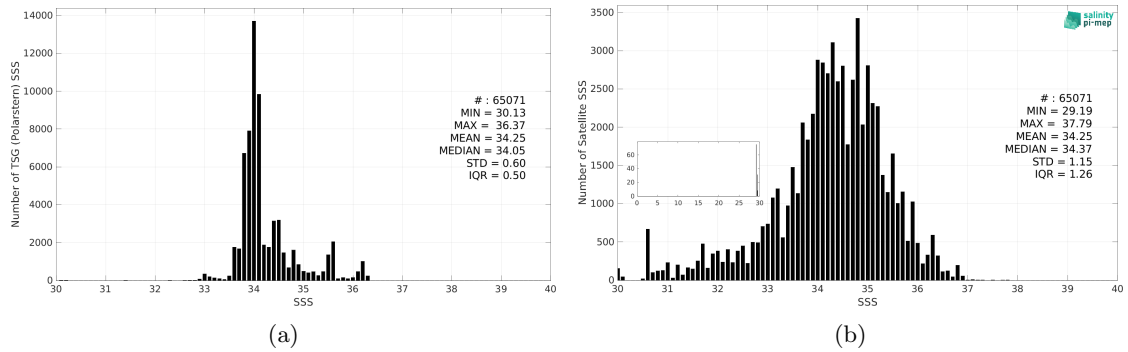 14000
12000
10000
8000
6000
4000
2000
0
Number of TSG (Polarstern) SSS
# : 65071
MIN = 30.13
MAX = 36.37
MEAN = 34.25
MEDIAN = 34.05
STD = 0.60
IQR = 0.50
30 31 32 33 34 35 36 37 38 39 40
SSS
(a)
3500
3000
2500
2000
1500
1000
500
0
Number of Satellite SSS
salinity
pi-mep
# : 65071
MIN = 29.19
MAX = 37.79
MEAN = 34.25
MEDIAN = 34.37
STD = 1.15
IQR = 1.26
60
40
20
0
0 5 10 15 20 25 30
30 31 32 33 34 35 36 37 38 39 40
SSS
(b)